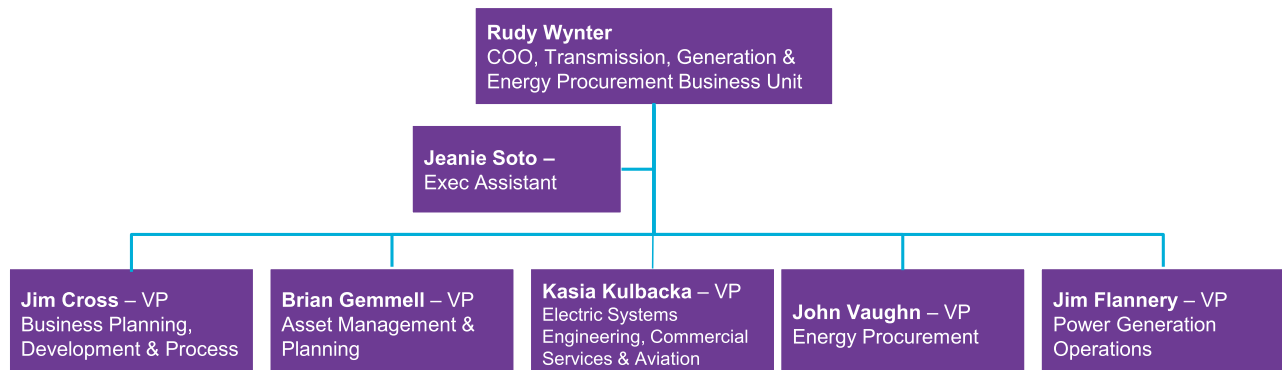 Rudy Wynter
COO, Transmission, Generation &
Energy Procurement Business Unit
Jeanie Soto –
Exec Assistant
Jim Cross – VP
Business Planning,
Development & Process
Brian Gemmell – VP
Asset Management &
Planning
Kasia Kulbacka – VP
Electric Systems
Engineering, Commercial
Services & Aviation
John Vaughn – VP
Energy Procurement
Jim Flannery – VP
Power Generation
Operations